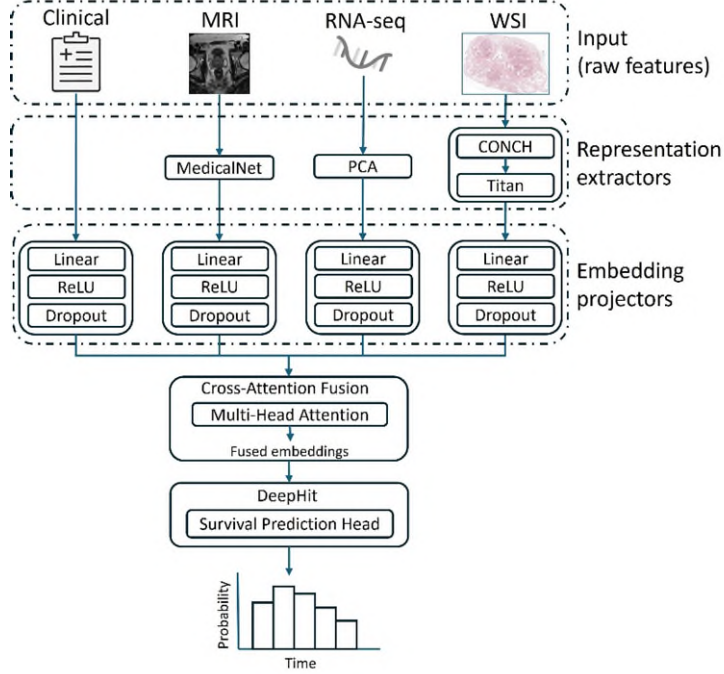 Clinical
MRI
RNA-seq
WSI
Input
(raw features)
MedicalNet
PCA
CONCH
Titan
Representation
extractors
Linear
ReLU
Dropout
Linear
ReLU
Dropout
Linear
ReLU
Dropout
Linear
ReLU
Dropout
Embedding
projectors
Cross-Attention Fusion
Multi-Head Attention
Fused embeddings
DeepHit
Survival Prediction Head
Probability
Time